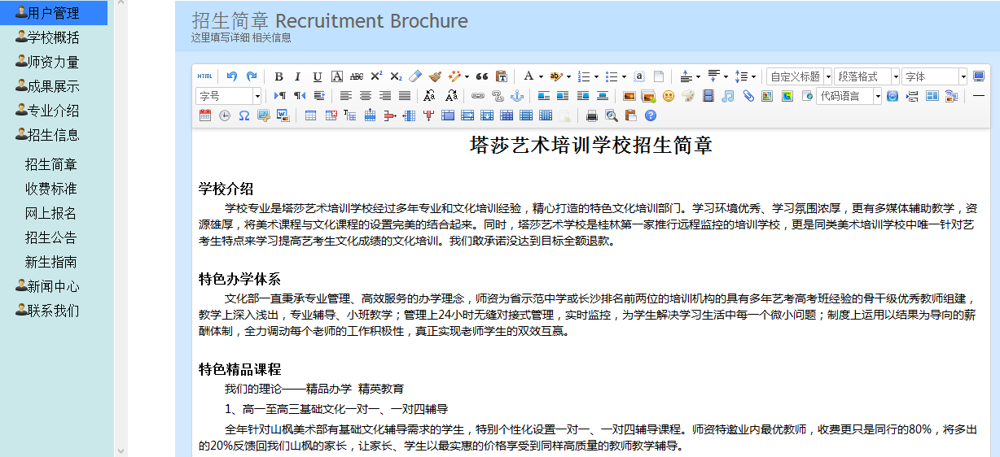 用户管理
学校概括
师资力量
成果展示
专业介绍
招生信息
招生简章
收费标准
网上报名
招生公告
新生指南
新闻中心
联系我们
招生简章 Recruitment Brochure
这里填写详细 相关信息
HTML
自定义标题 段落格式 字体
字号 代码语言
塔莎艺术培训学校招生简章
学校介绍
学校专业是塔莎艺术培训学校经过多年专业和文化培训经验，精心打造的特色文化培训部门。学习环境优秀、学习氛围浓厚，更有多媒体辅助教学，资
源雄厚，将美术课程与文化课程的设置完美的结合起来。同时，塔莎艺术学校是桂林第一家推行远程监控的培训学校，更是同类美术培训学校中唯一针对艺
考生特点来学习提高艺考生文化成绩的文化培训。我们敢承诺没达到目标全额退款。
特色办学体系
文化部一直秉承专业管理、高效服务的办学理念，师资为省示范中学或长沙排名前两位的培训机构的具有多年艺考高考班经验的骨干级优秀教师组建，
教学上深入浅出，专业辅导、小班教学；管理上24小时无缝对接式管理，实时监控，为学生解决学习生活中每一个微小问题；制度上运用以结果为导向的薪
酬体制，全力调动每个老师的工作积极性，真正实现老师学生的双效互赢。
特色精品课程
我们的理论——精品办学 精英教育
1、高一至高三基础文化一对一、一对四辅导
全年针对山枫美术部有基础文化辅导需求的学生，特别个性化设置一对一、一对四辅导课程。师资特邀业内最优教师，收费更只是同行的80%，将多出
的20%反馈回我们山枫的家长，让家长、学生以最实惠的价格享受到同样高质量的教师教学辅导。